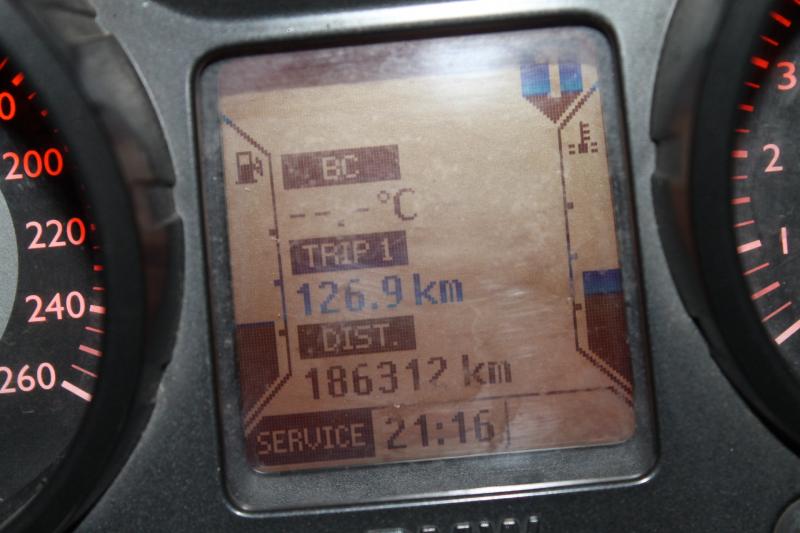 BC
--.-°C
TRIP 1
126.9 km
DIST.
186312 km
SERVICE 21:16
200
220
240
260
3
2
1